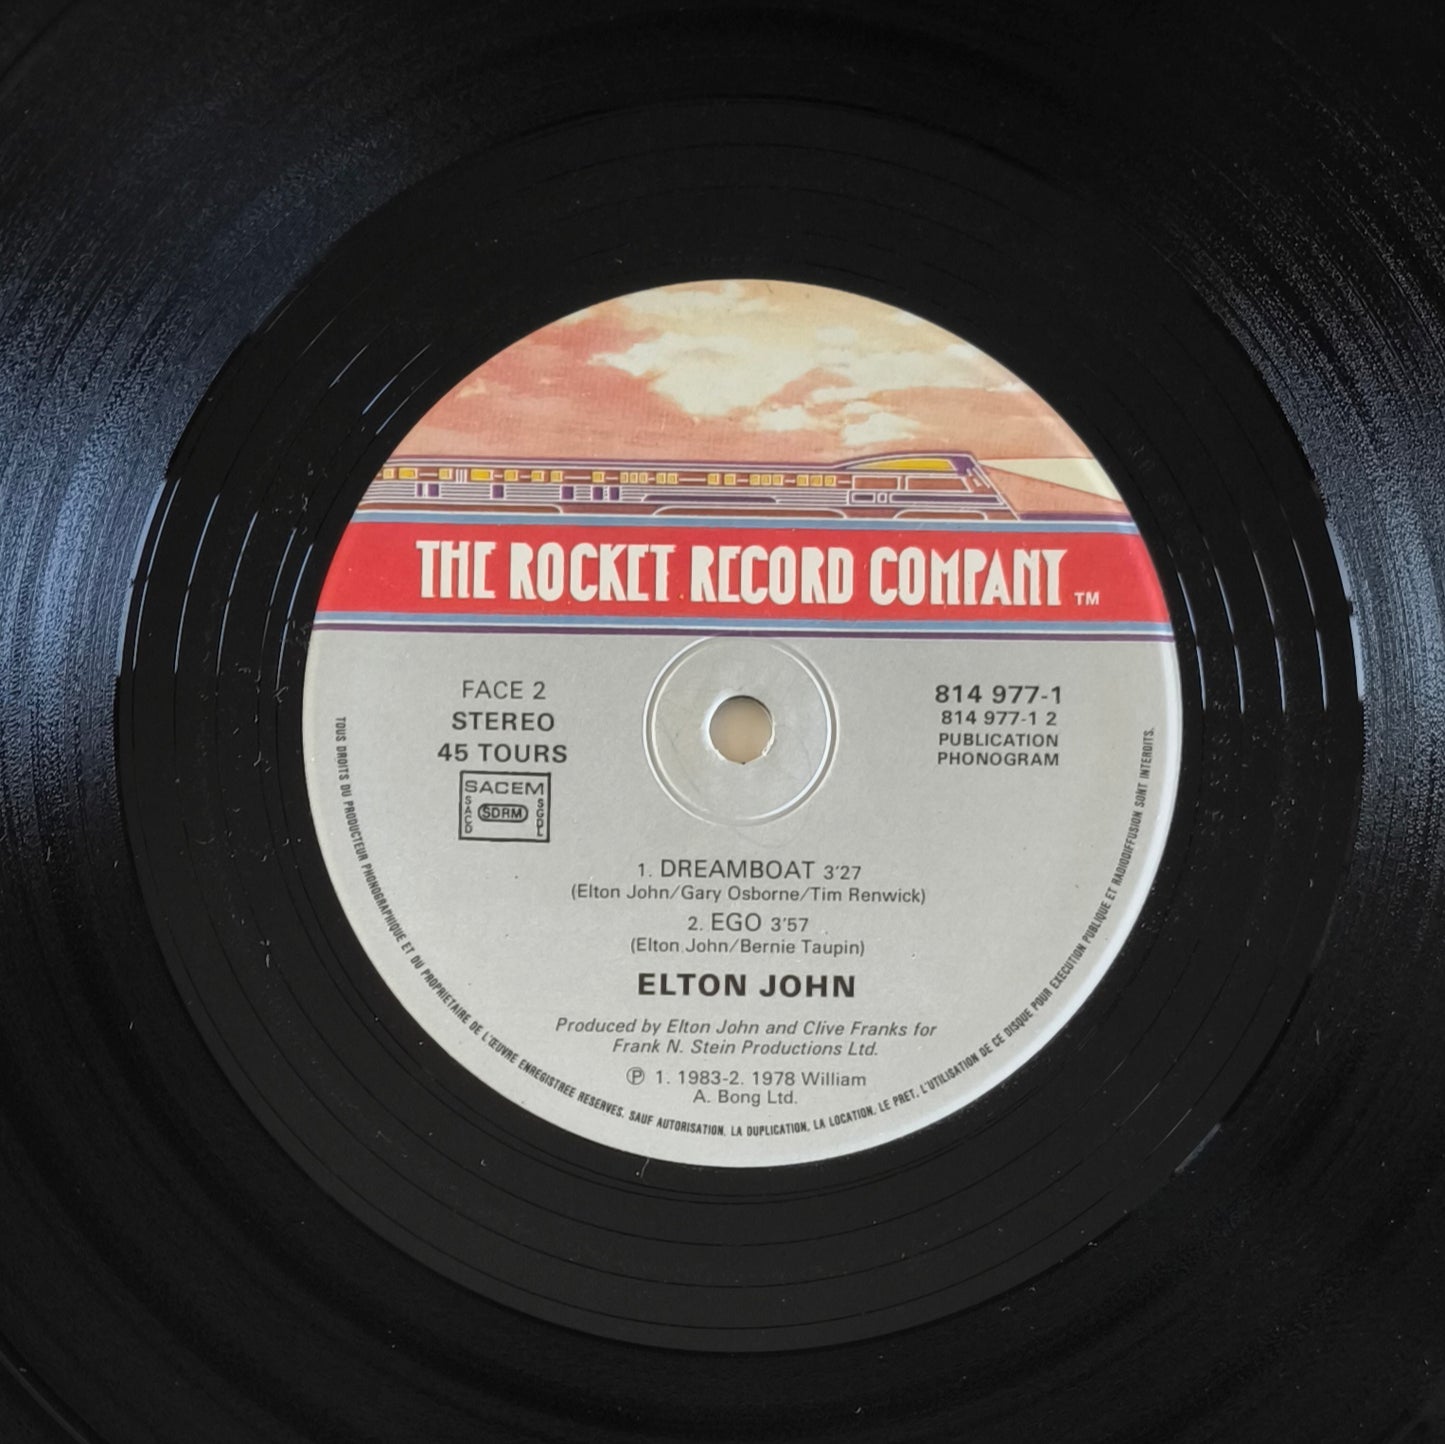 THE ROCKET RECORD COMPANY TM
FACE 2
STEREO
45 TOURS
SACEM
SACD
SDRM
SGDL
814 977-1
814 977-1 2
PUBLICATION
PHONOGRAM
1. DREAMBOAT 3'27
(Elton John/Gary Osborne/Tim Renwick)
2. EGO 3'57
(Elton John/Bernie Taupin)
ELTON JOHN
Produced by Elton John and Clive Franks for
Frank N. Stein Productions Ltd.
℗ 1. 1983-2. 1978 William
A. Bong Ltd.
TOUS DROITS DU PRODUCTEUR PHONOGRAPHIQUE ET DU PROPRIETAIRE DE L'ŒUVRE ENREGISTREE RESERVES. SAUF AUTORISATION, LA DUPLICATION, LA LOCATION, LE PRET, L'UTILISATION DE CE DISQUE POUR EXECUTION PUBLIQUE ET RADIODIFFUSION SONT INTERDITS.